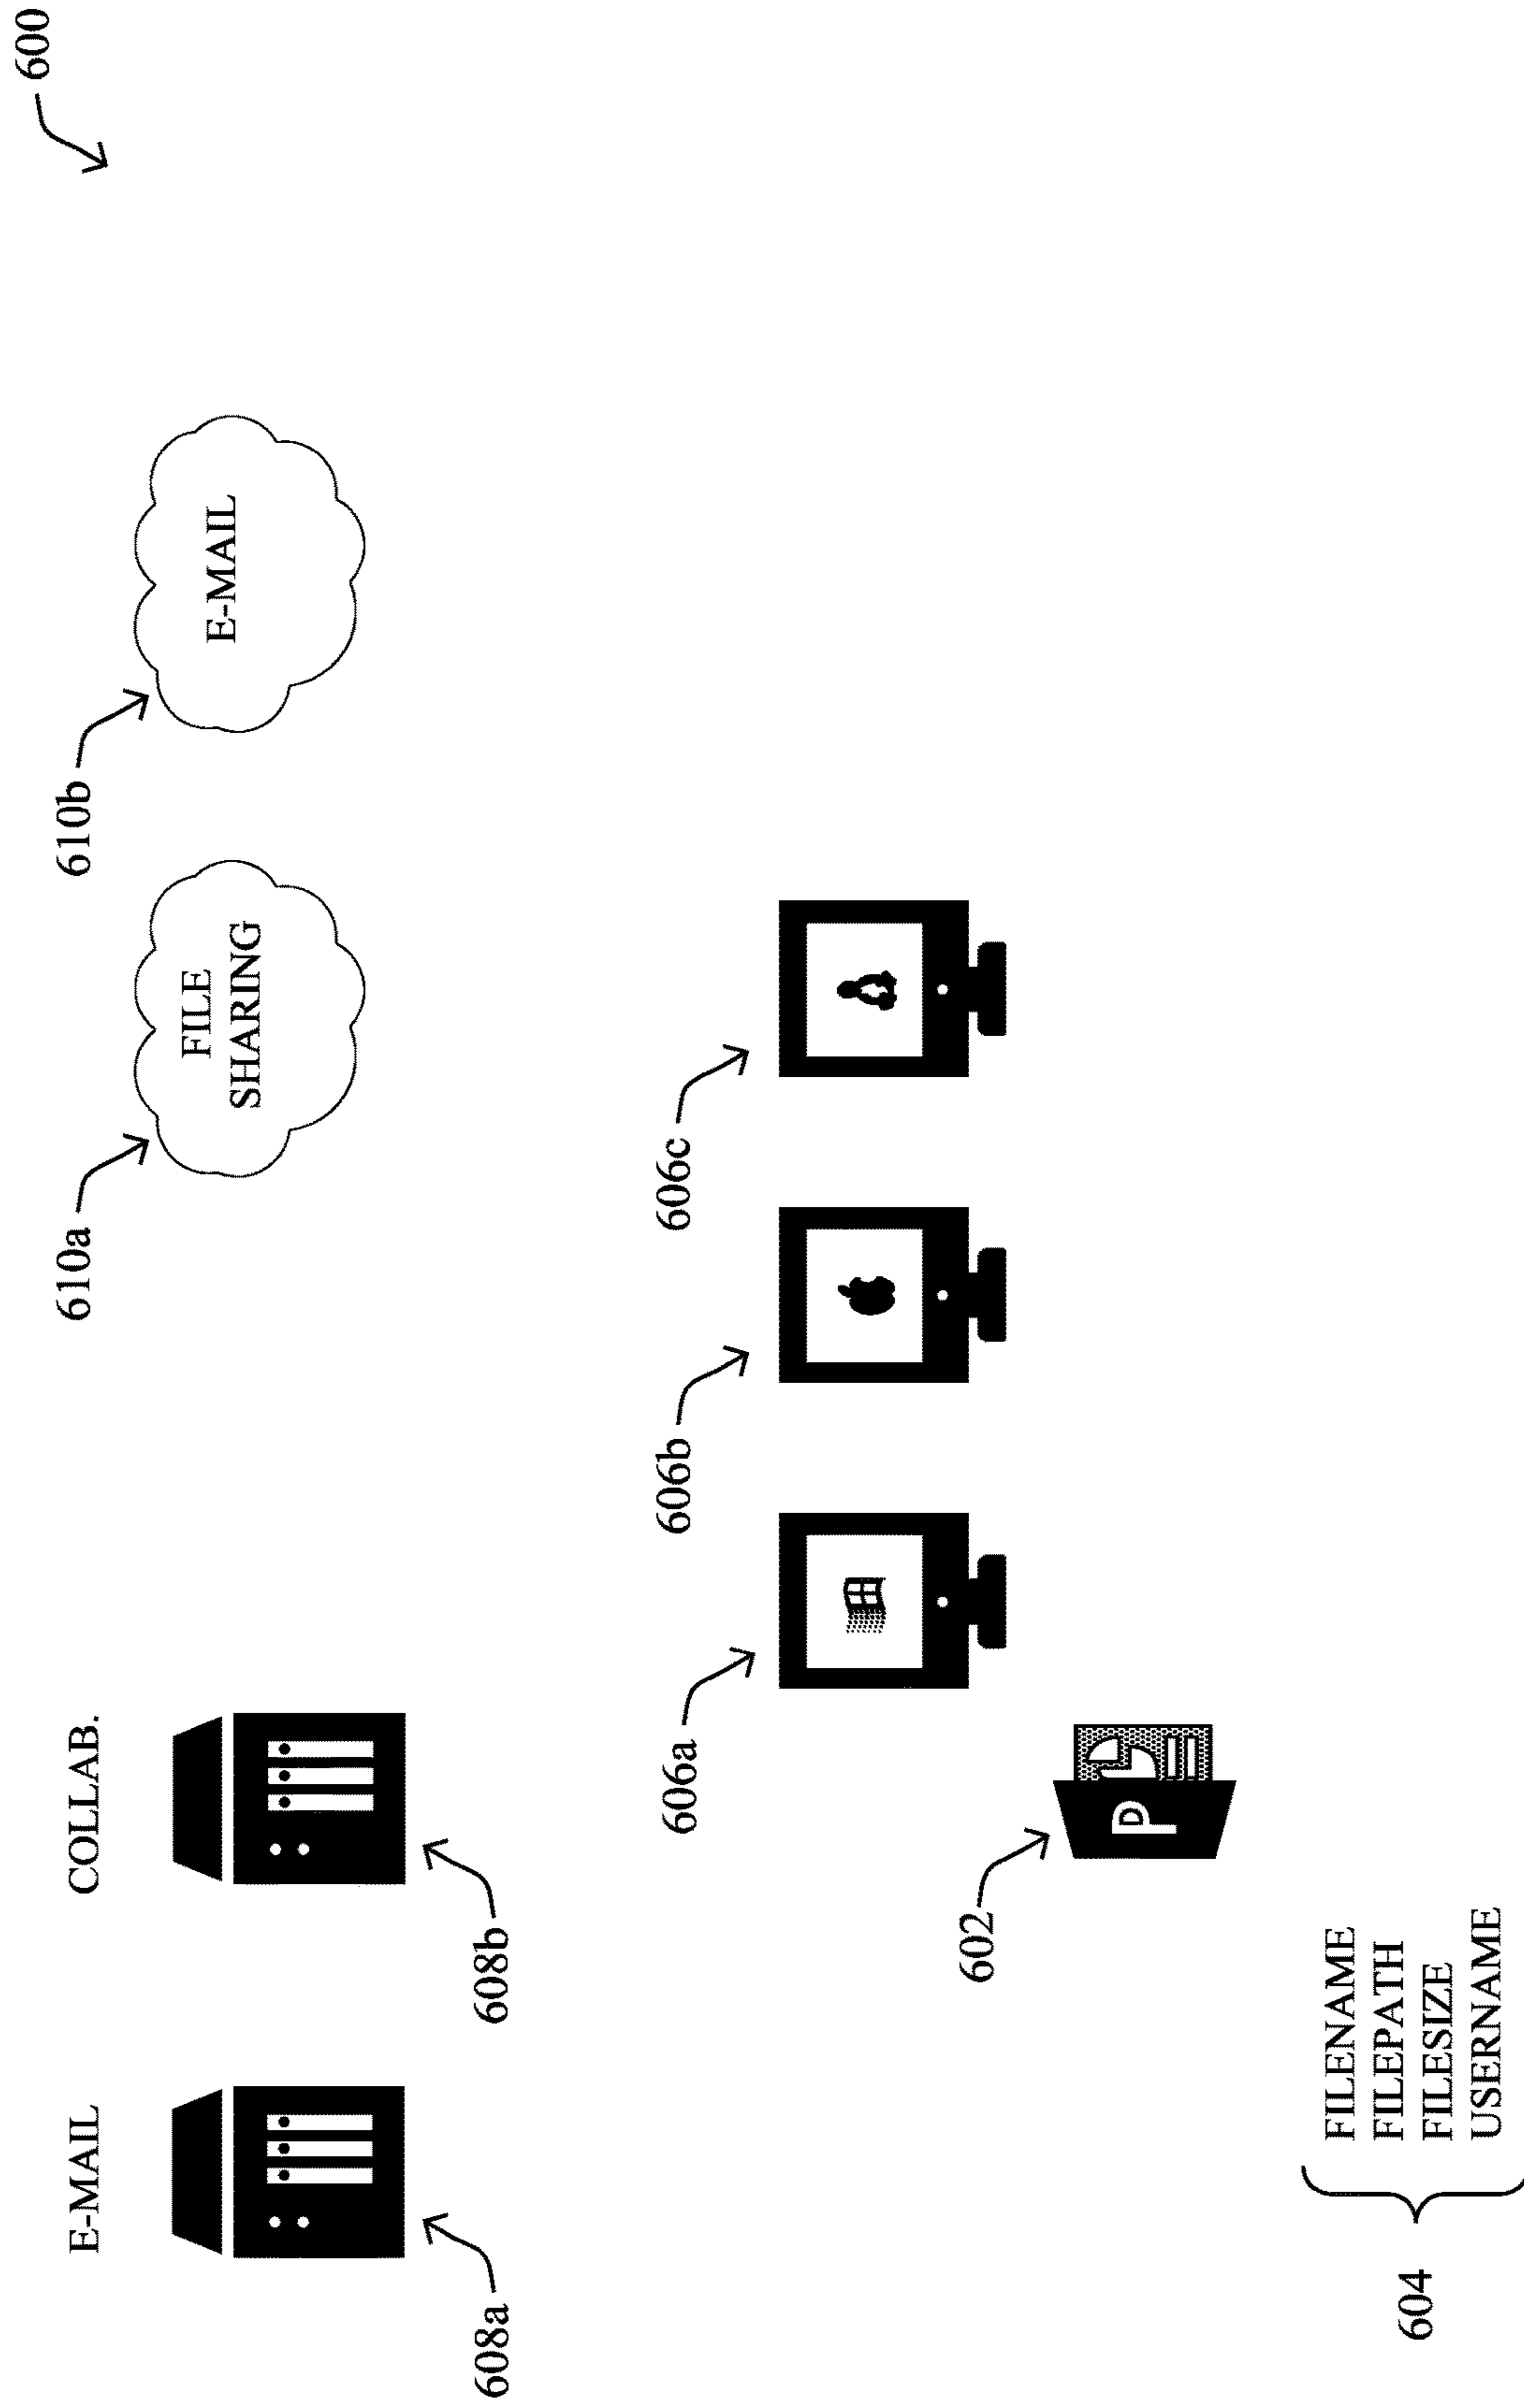 600
E-MAIL
COLLAB.
610a
610b
FILE
SHARING
E-MAIL
608a
608b
606a
606b
606c
602
P
604
FILENAME
FILEPATH
FILESIZE
USERNAME